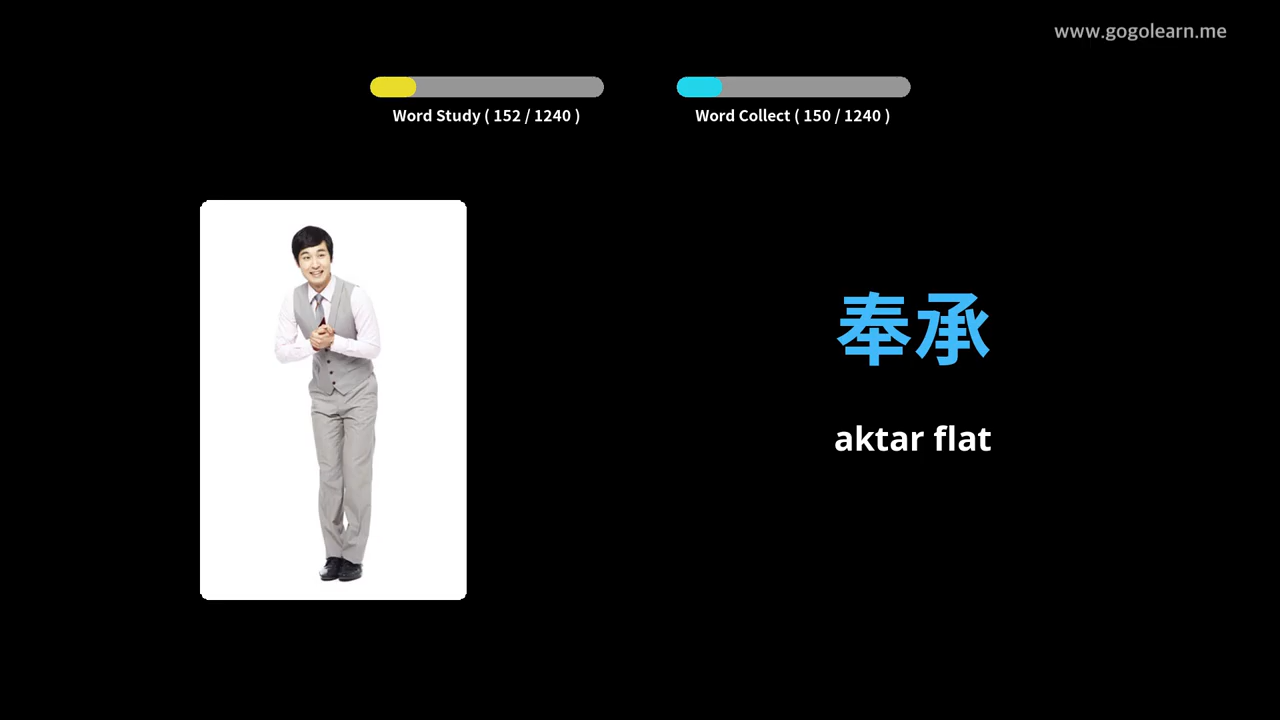 www.gogolearn.me
Word Study ( 152 / 1240 )
Word Collect ( 150 / 1240 )
奉承
aktar flat